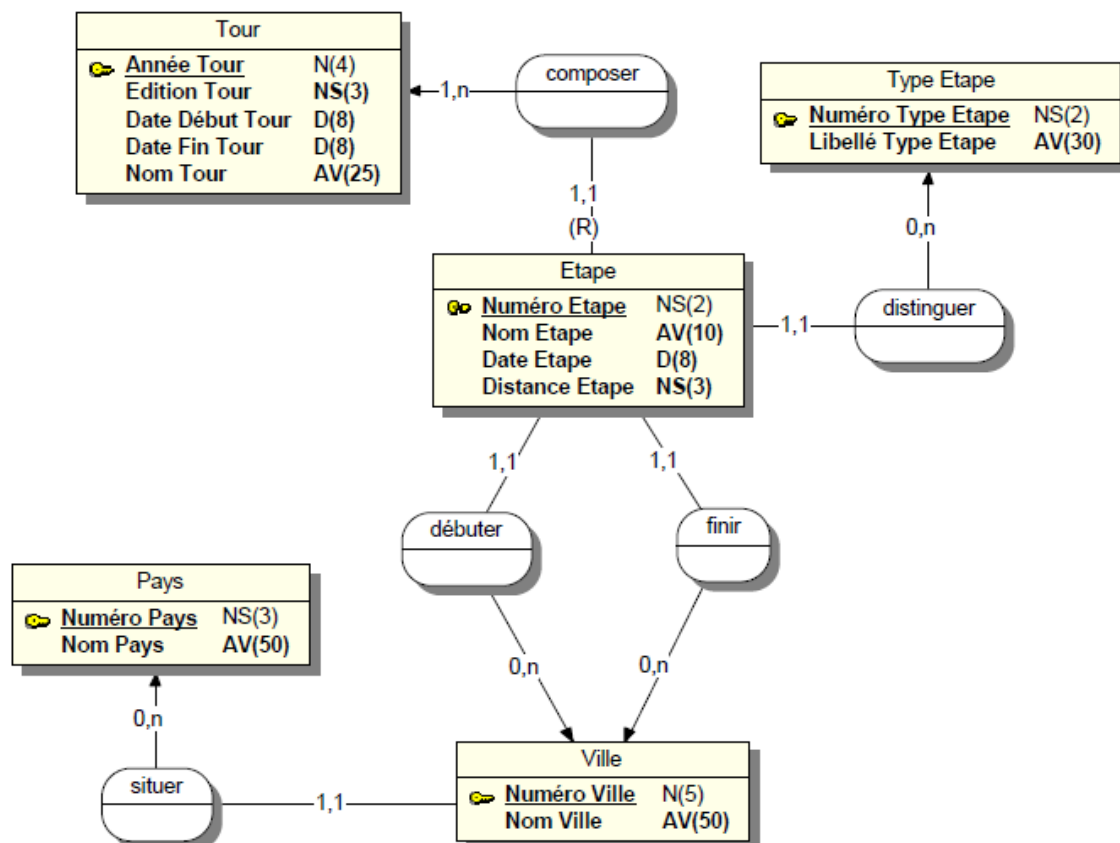 Tour
Année Tour N(4)
Edition Tour NS(3)
Date Début Tour D(8)
Date Fin Tour D(8)
Nom Tour AV(25)
1,n
composer
Type Etape
Numéro Type Etape NS(2)
Libellé Type Etape AV(30)
1,1
(R)
0,n
Etape
Numéro Etape NS(2)
Nom Etape AV(10)
Date Etape D(8)
Distance Etape NS(3)
1,1
distinguer
1,1
1,1
débuter
finir
Pays
Numéro Pays NS(3)
Nom Pays AV(50)
0,n
0,n
0,n
situer
1,1
Ville
Numéro Ville N(5)
Nom Ville AV(50)